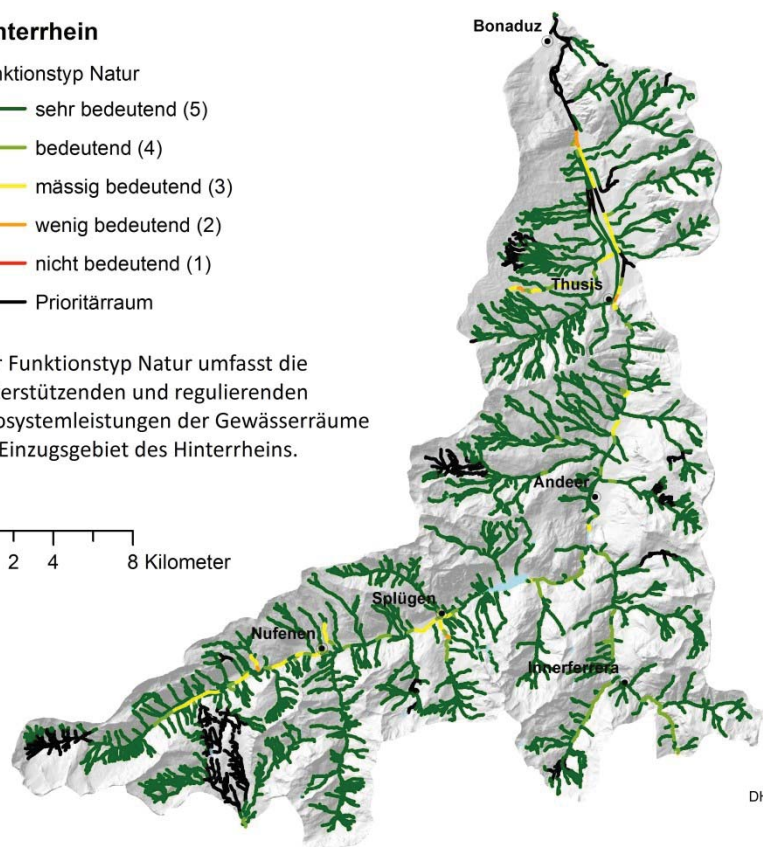 nterrhein
nktionstyp Natur
sehr bedeutend (5)
bedeutend (4)
mässig bedeutend (3)
wenig bedeutend (2)
nicht bedeutend (1)
Prioritärraum
r Funktionstyp Natur umfasst die
terstützenden und regulierenden
osystemleistungen der Gewässerräume
Einzugsgebiet des Hinterrheins.
2 4 8 Kilometer
Bonaduz
Thusis
Andeer
Splügen
Nufenen
Innerferrera
DH